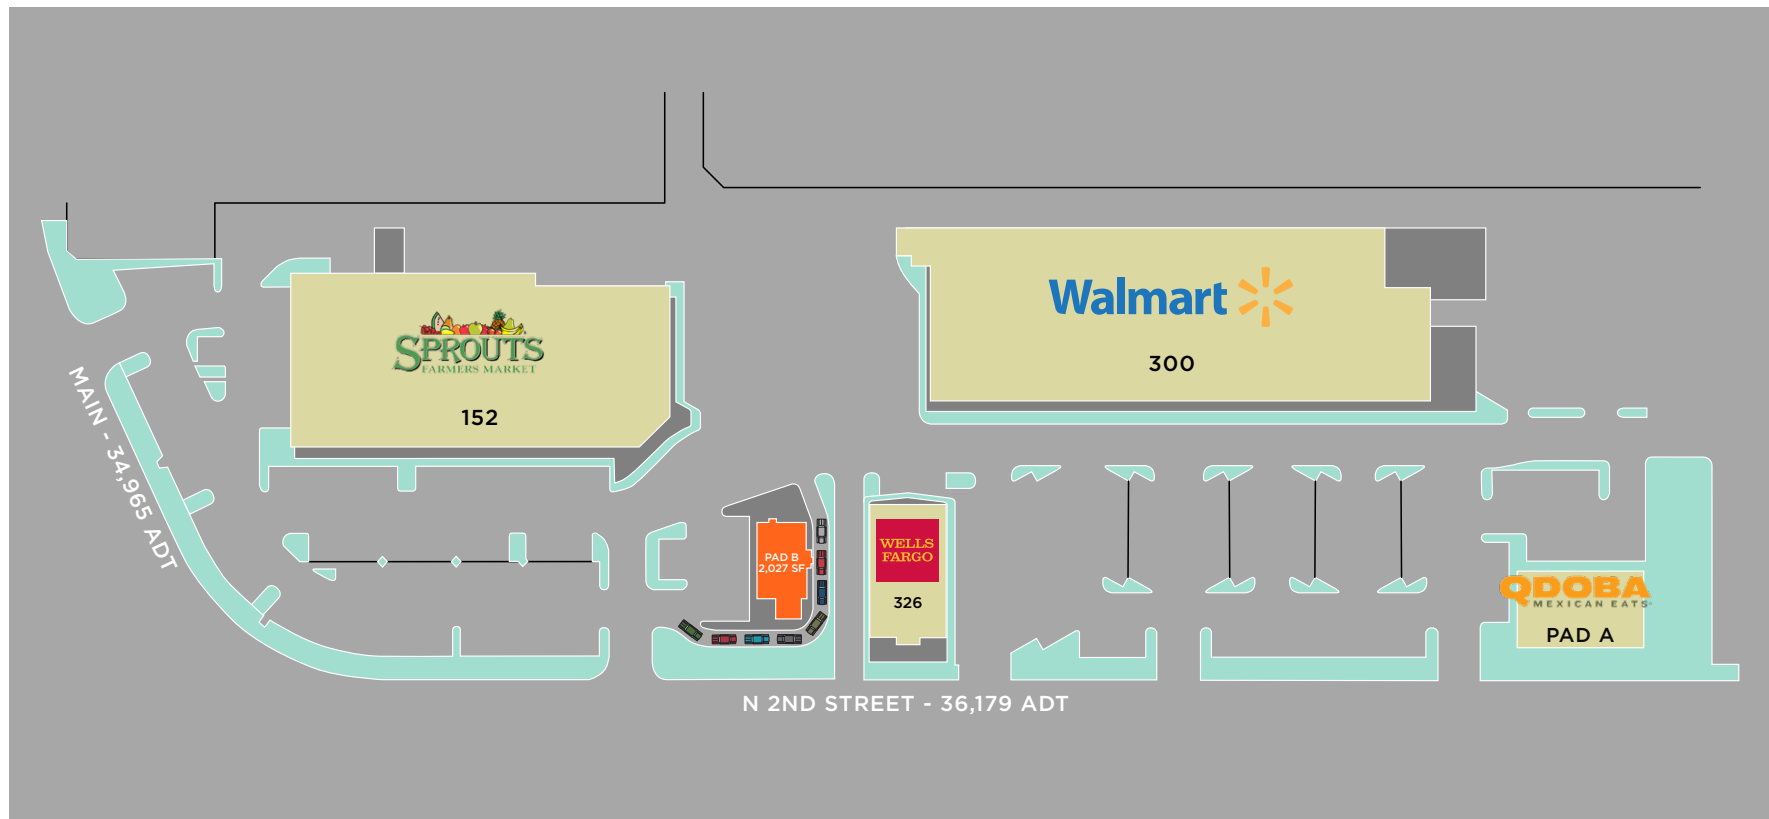 Walmart
300
SPROUTS
FARMERS MARKET
152
MAIN - 34,965 ADT
PAD B
2,027 SF
WELLS
FARGO
326
QDOBA
MEXICAN EATS
PAD A
N 2ND STREET - 36,179 ADT